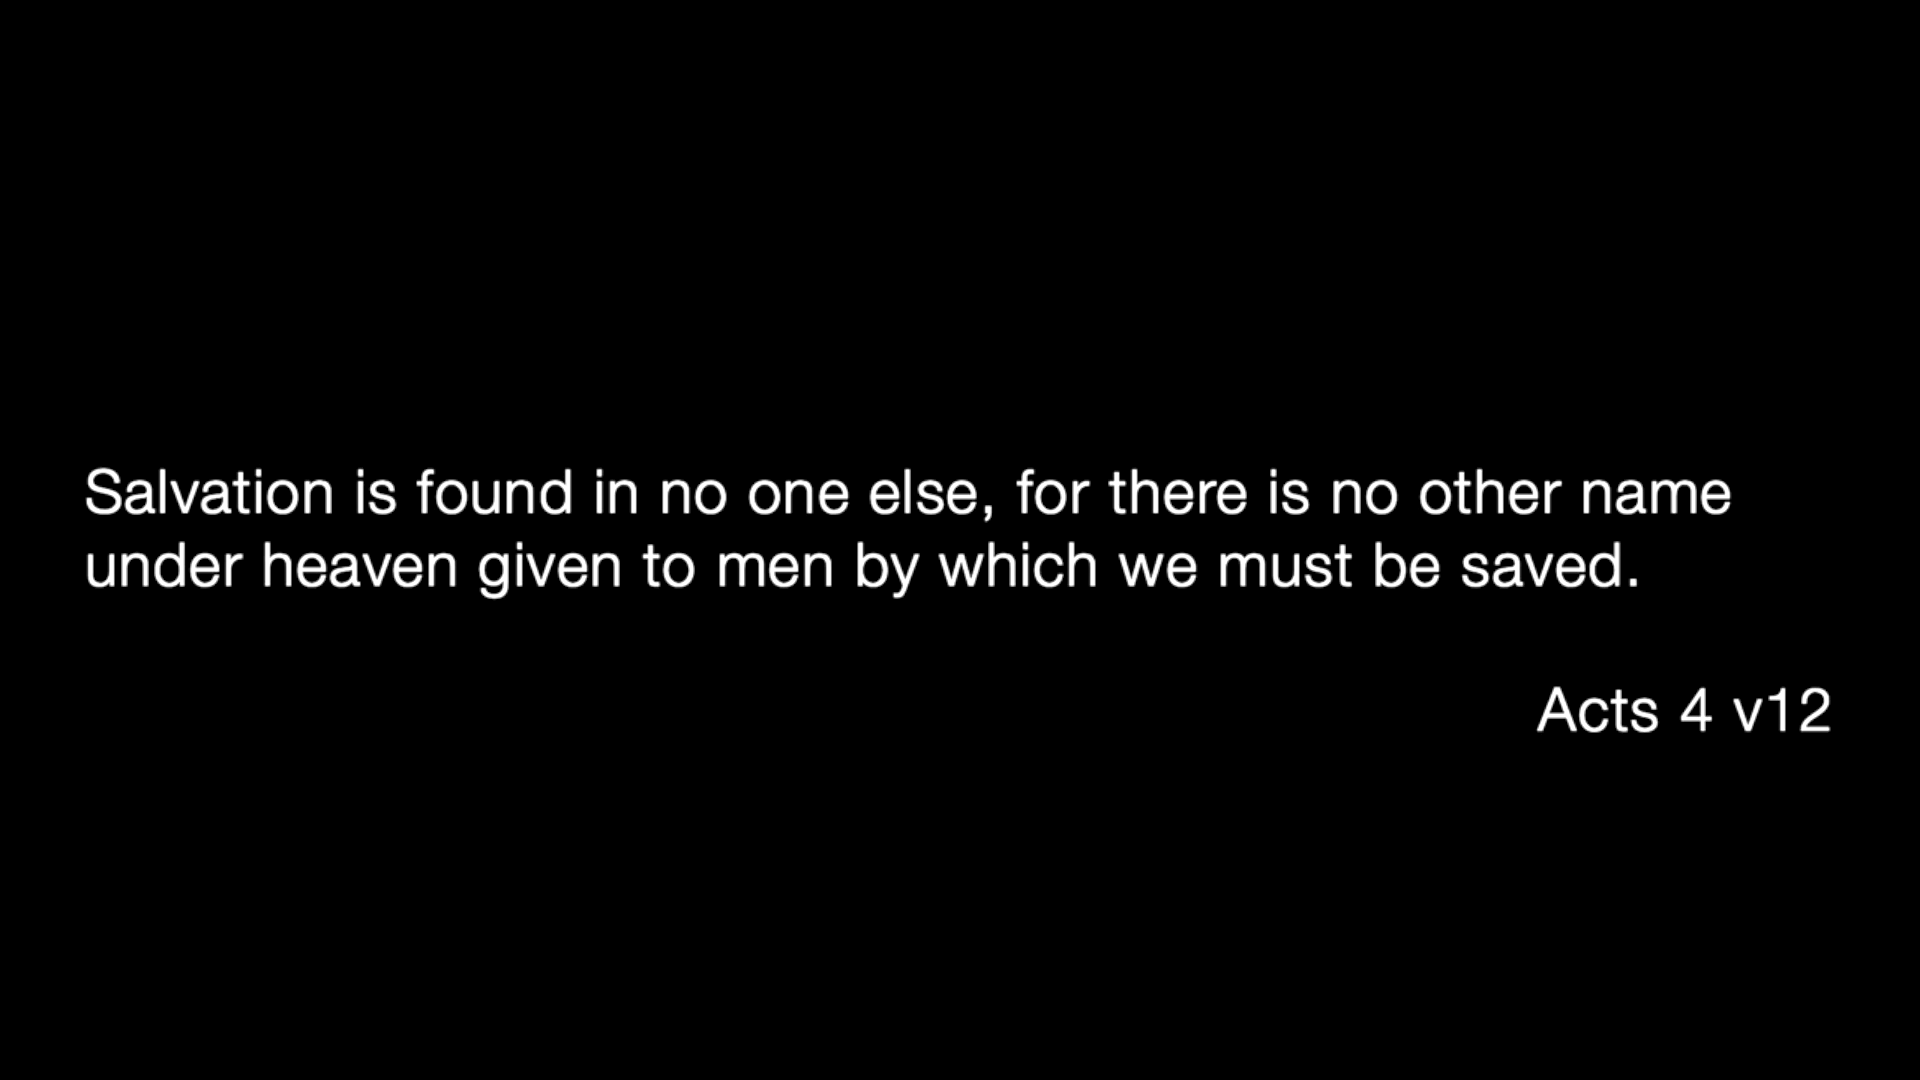 Salvation is found in no one else, for there is no other name
under heaven given to men by which we must be saved.
Acts 4 v12